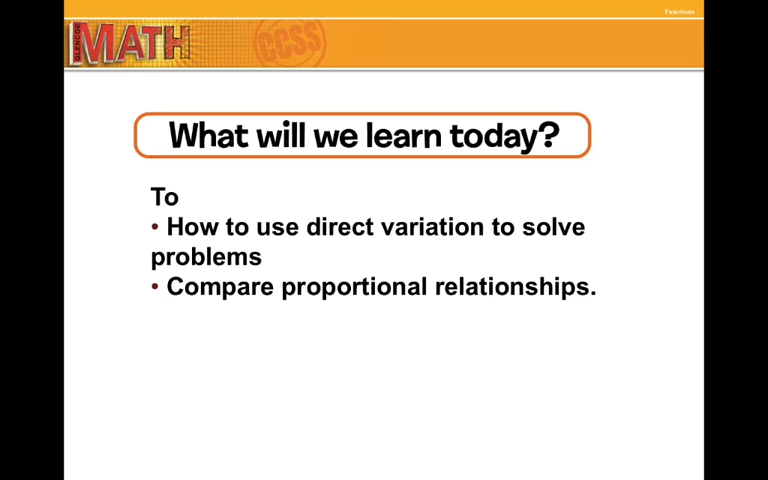 Functions
GLENCOE
MATH
CCSS
What will we learn today?
To
• How to use direct variation to solve
problems
• Compare proportional relationships.